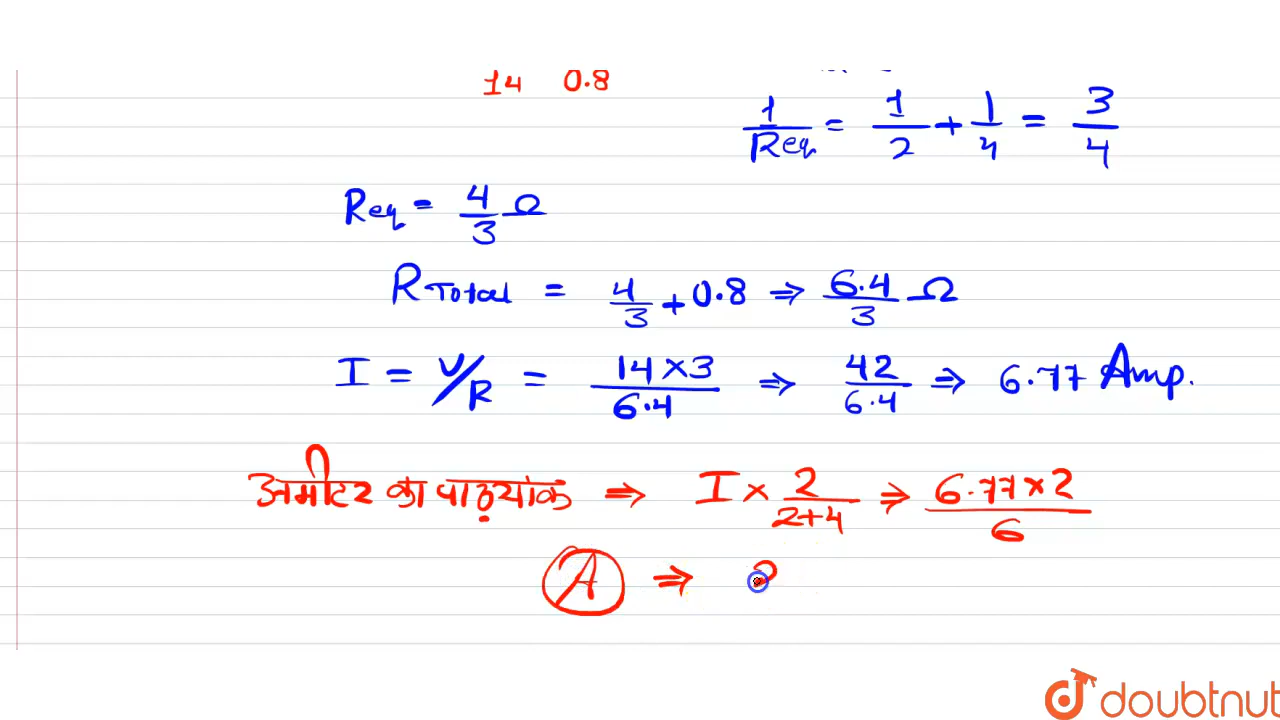 14 0.8
1/Req = 1/2 + 1/4 = 3/4
Req = 4/3 Ω
R Total = 4/3 + 0.8 ⇒ 6.4/3 Ω
I = V/R = 14×3/6.4 ⇒ 42/6.4 ⇒ 6.77 Amp.
अमीटर का पाठ्यांक ⇒ I × 2/2+4 ⇒ 6.77×2/6
A ⇒ 2
doubtnut